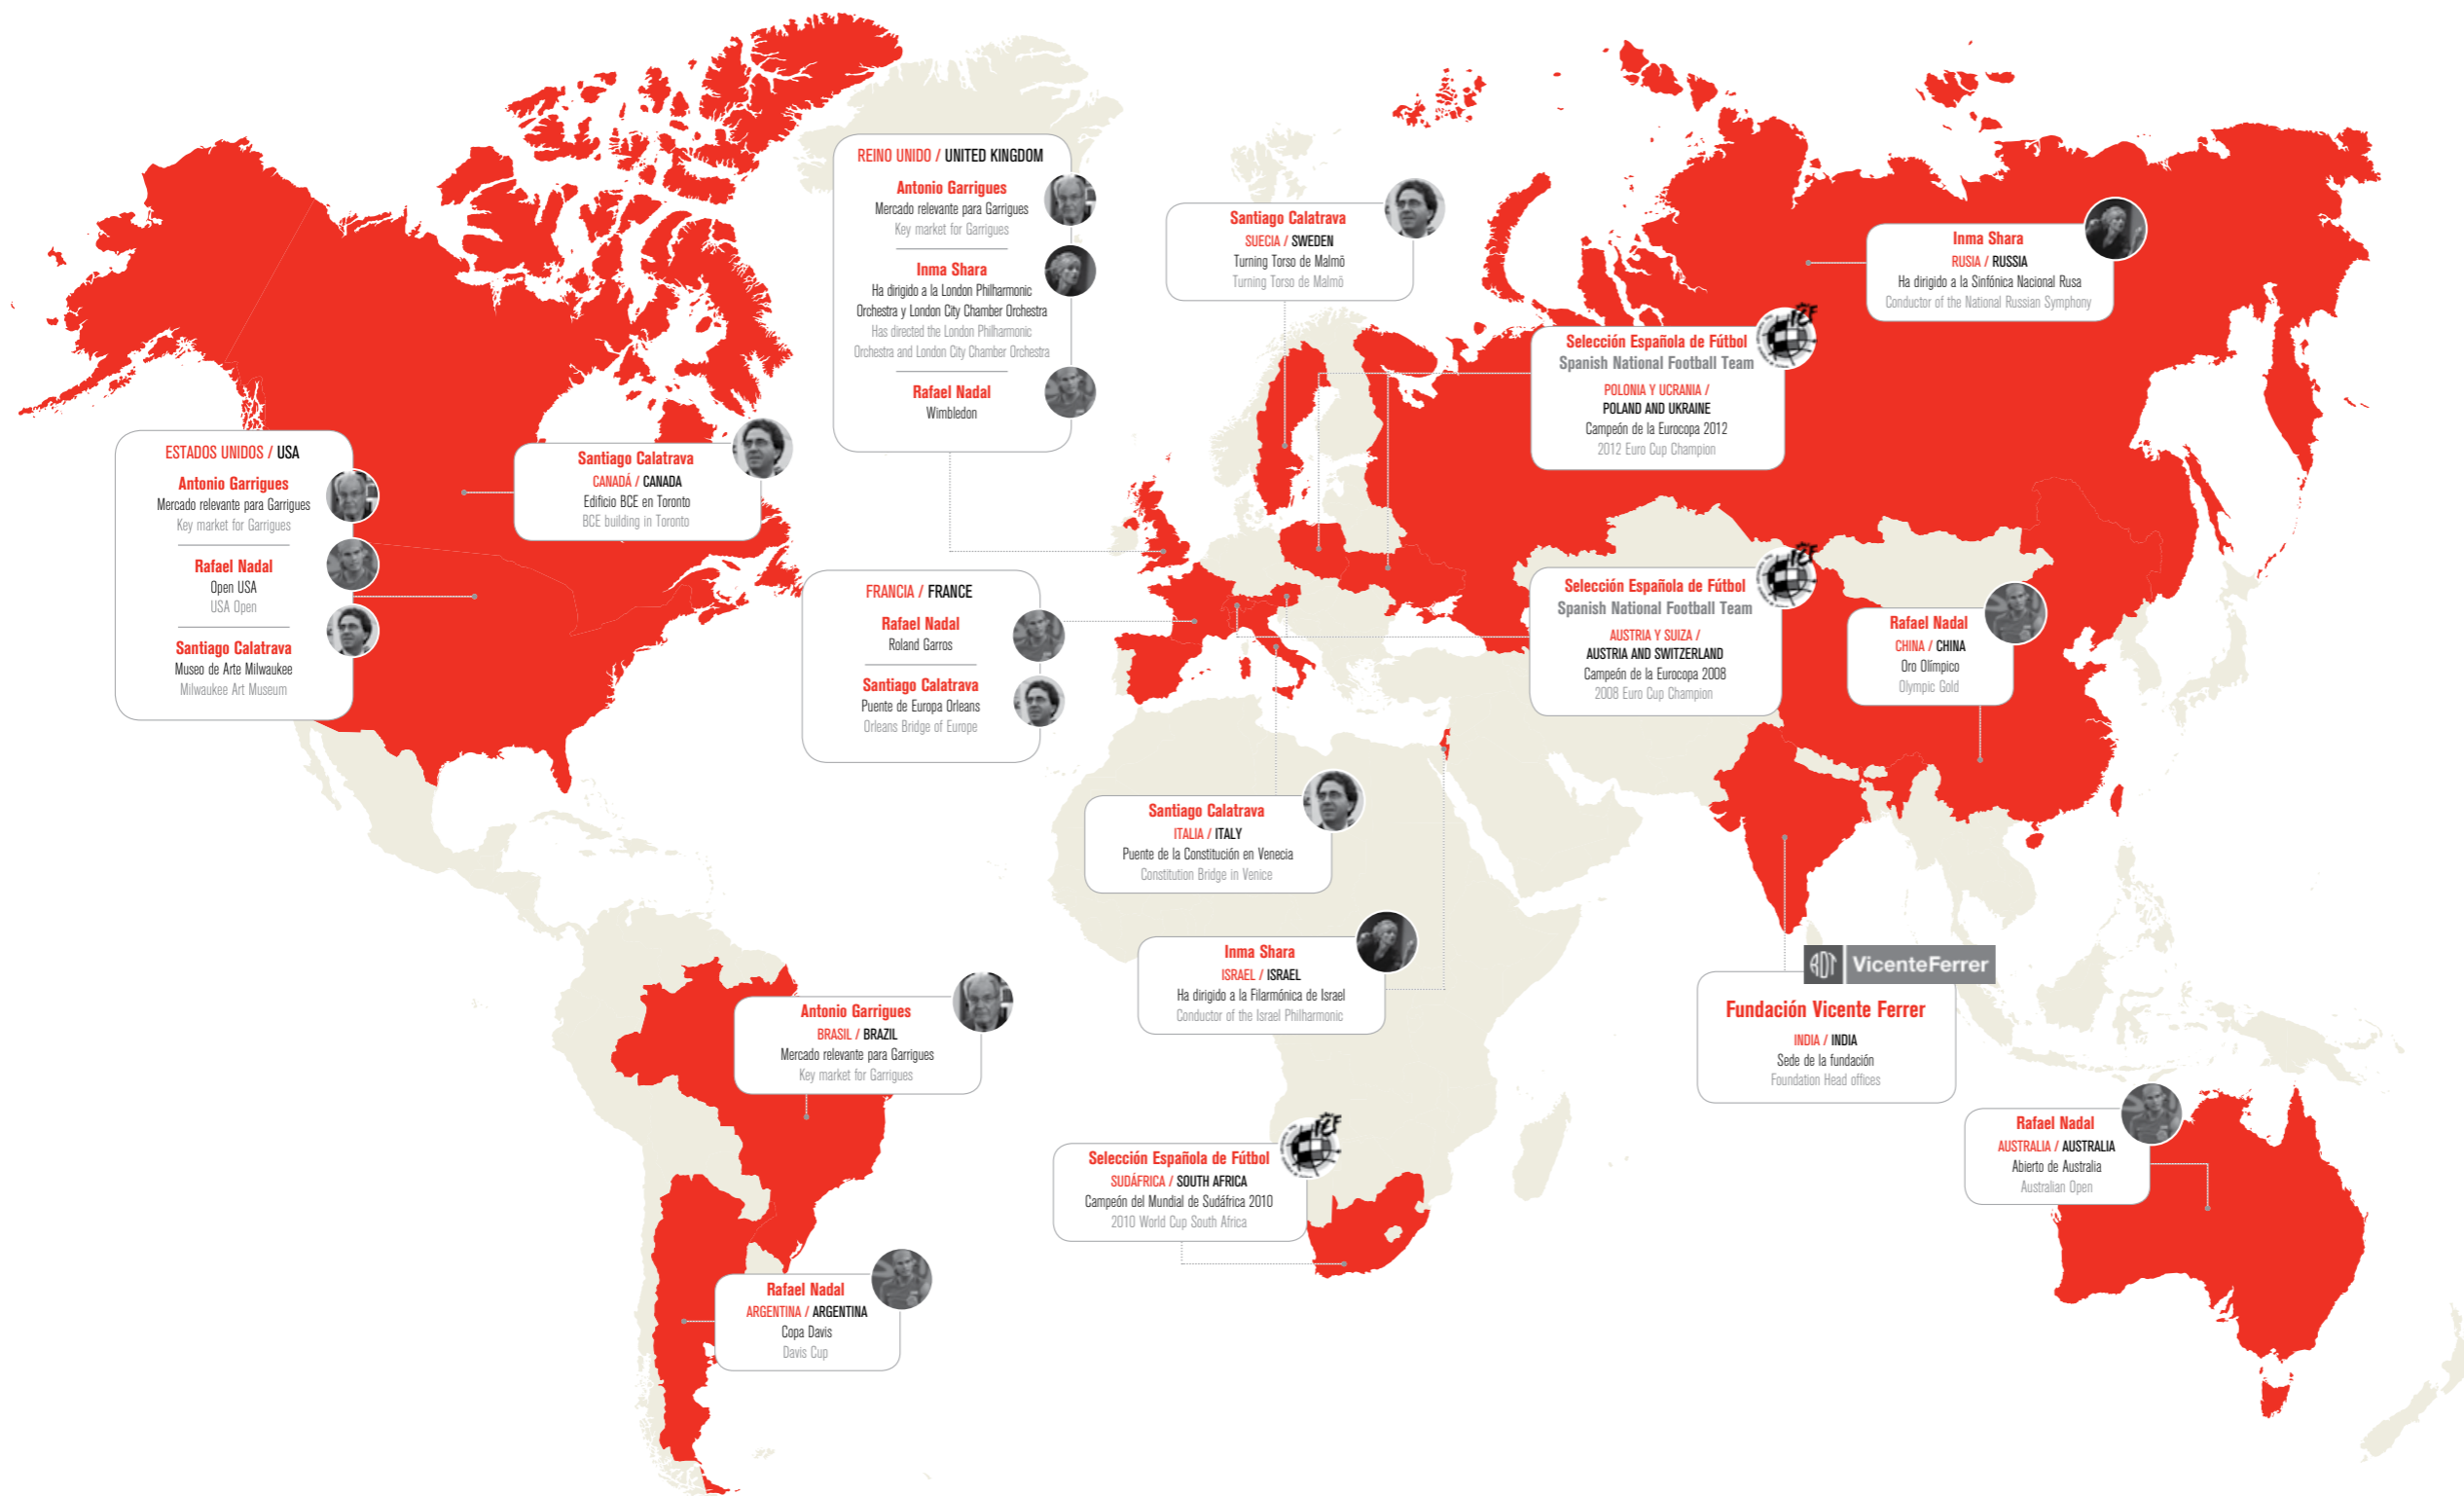 REINO UNIDO / UNITED KINGDOM
Antonio Garrigues
Mercado relevante para Garrigues
Key market for Garrigues
Inma Shara
Ha dirigido a la London Philharmonic
Orchestra y London City Chamber Orchestra
Has directed the London Philharmonic
Orchestra and London City Chamber Orchestra
Rafael Nadal
Wimbledon
Santiago Calatrava
SUECIA / SWEDEN
Turning Torso de Malmö
Turning Torso de Malmö
Inma Shara
RUSIA / RUSSIA
Ha dirigido a la Sinfónica Nacional Rusa
Conductor of the National Russian Symphony
Selección Española de Fútbol
Spanish National Football Team
POLONIA Y UCRANIA /
POLAND AND UKRAINE
Campeón de la Eurocopa 2012
2012 Euro Cup Champion
ESTADOS UNIDOS / USA
Antonio Garrigues
Mercado relevante para Garrigues
Key market for Garrigues
Rafael Nadal
Open USA
USA Open
Santiago Calatrava
Museo de Arte Milwaukee
Milwaukee Art Museum
Santiago Calatrava
CANADÁ / CANADA
Edificio BCE en Toronto
BCE building in Toronto
FRANCIA / FRANCE
Rafael Nadal
Roland Garros
Santiago Calatrava
Puente de Europa Orleans
Orleans Bridge of Europe
Selección Española de Fútbol
Spanish National Football Team
AUSTRIA Y SUIZA /
AUSTRIA AND SWITZERLAND
Campeón de la Eurocopa 2008
2008 Euro Cup Champion
Rafael Nadal
CHINA / CHINA
Oro Olímpico
Olympic Gold
Santiago Calatrava
ITALIA / ITALY
Puente de la Constitución en Venecia
Constitution Bridge in Venice
Inma Shara
ISRAEL / ISRAEL
Ha dirigido a la Filarmónica de Israel
Conductor of the Israel Philharmonic
VicenteFerrer
Fundación Vicente Ferrer
INDIA / INDIA
Sede de la fundación
Foundation Head offices
Antonio Garrigues
BRASIL / BRAZIL
Mercado relevante para Garrigues
Key market for Garrigues
Selección Española de Fútbol
SUDÁFRICA / SOUTH AFRICA
Campeón del Mundial de Sudáfrica 2010
2010 World Cup South Africa
Rafael Nadal
AUSTRALIA / AUSTRALIA
Abierto de Australia
Australian Open
Rafael Nadal
ARGENTINA / ARGENTINA
Copa Davis
Davis Cup